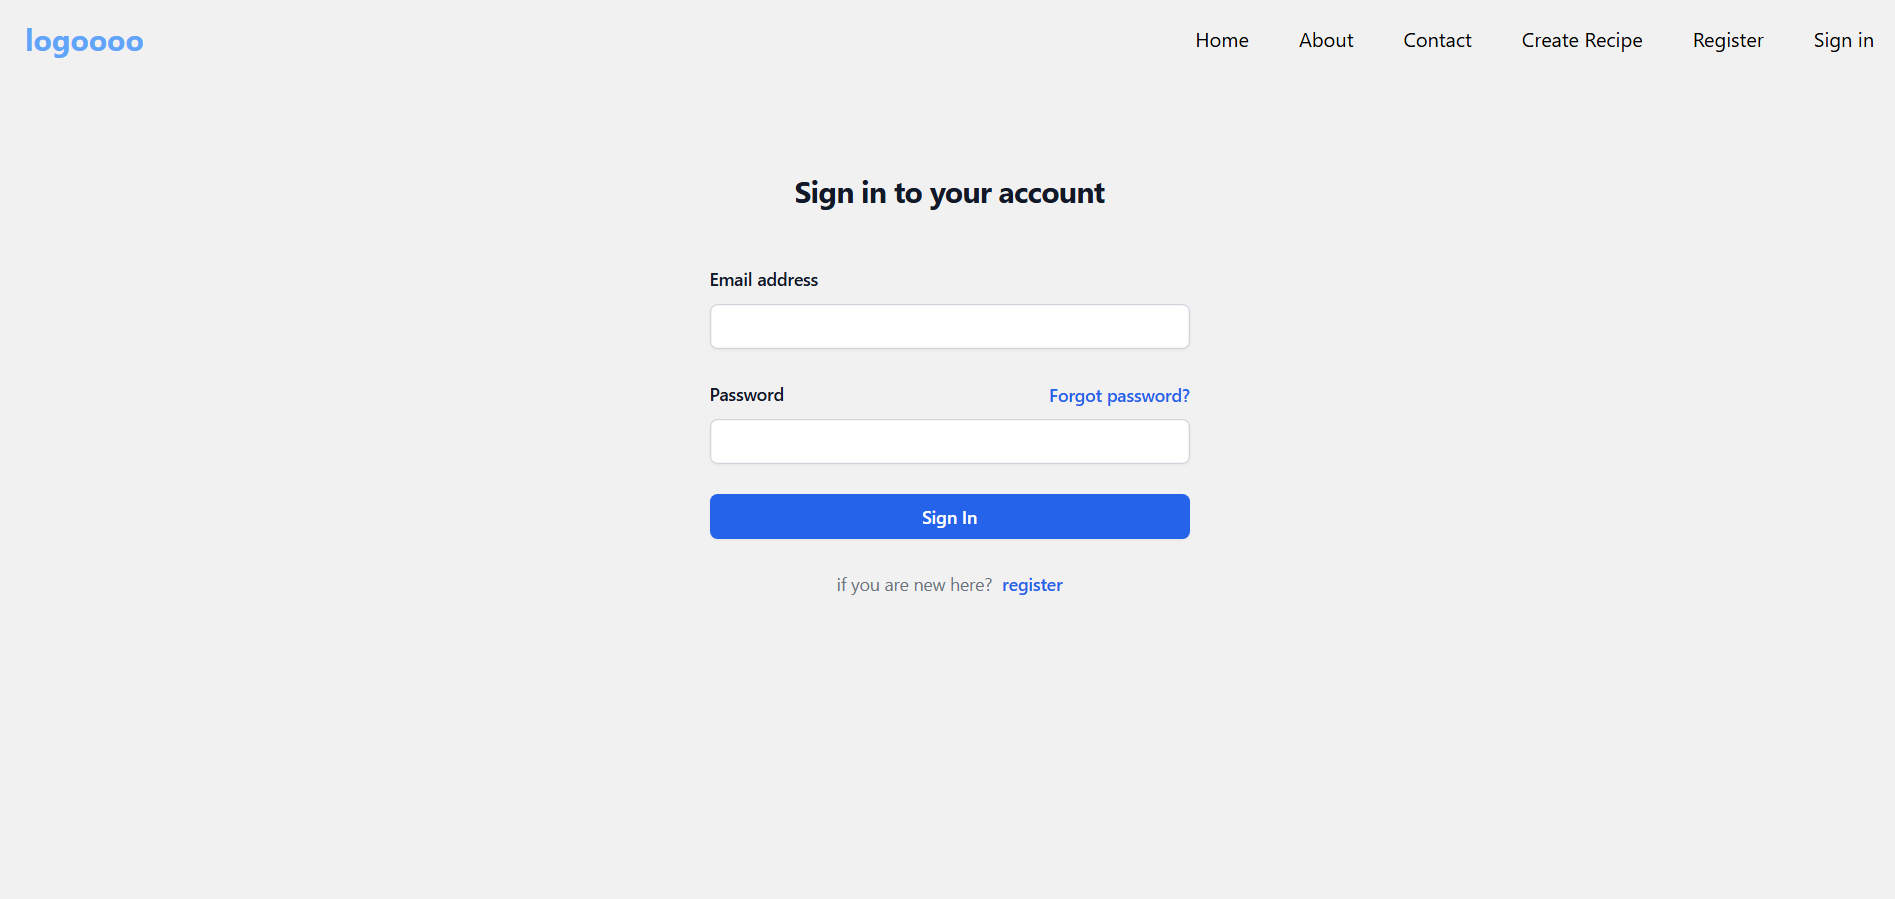 logoooo
Home About Contact Create Recipe Register Sign in
Sign in to your account
Email address
Password Forgot password?
Sign In
if you are new here? register